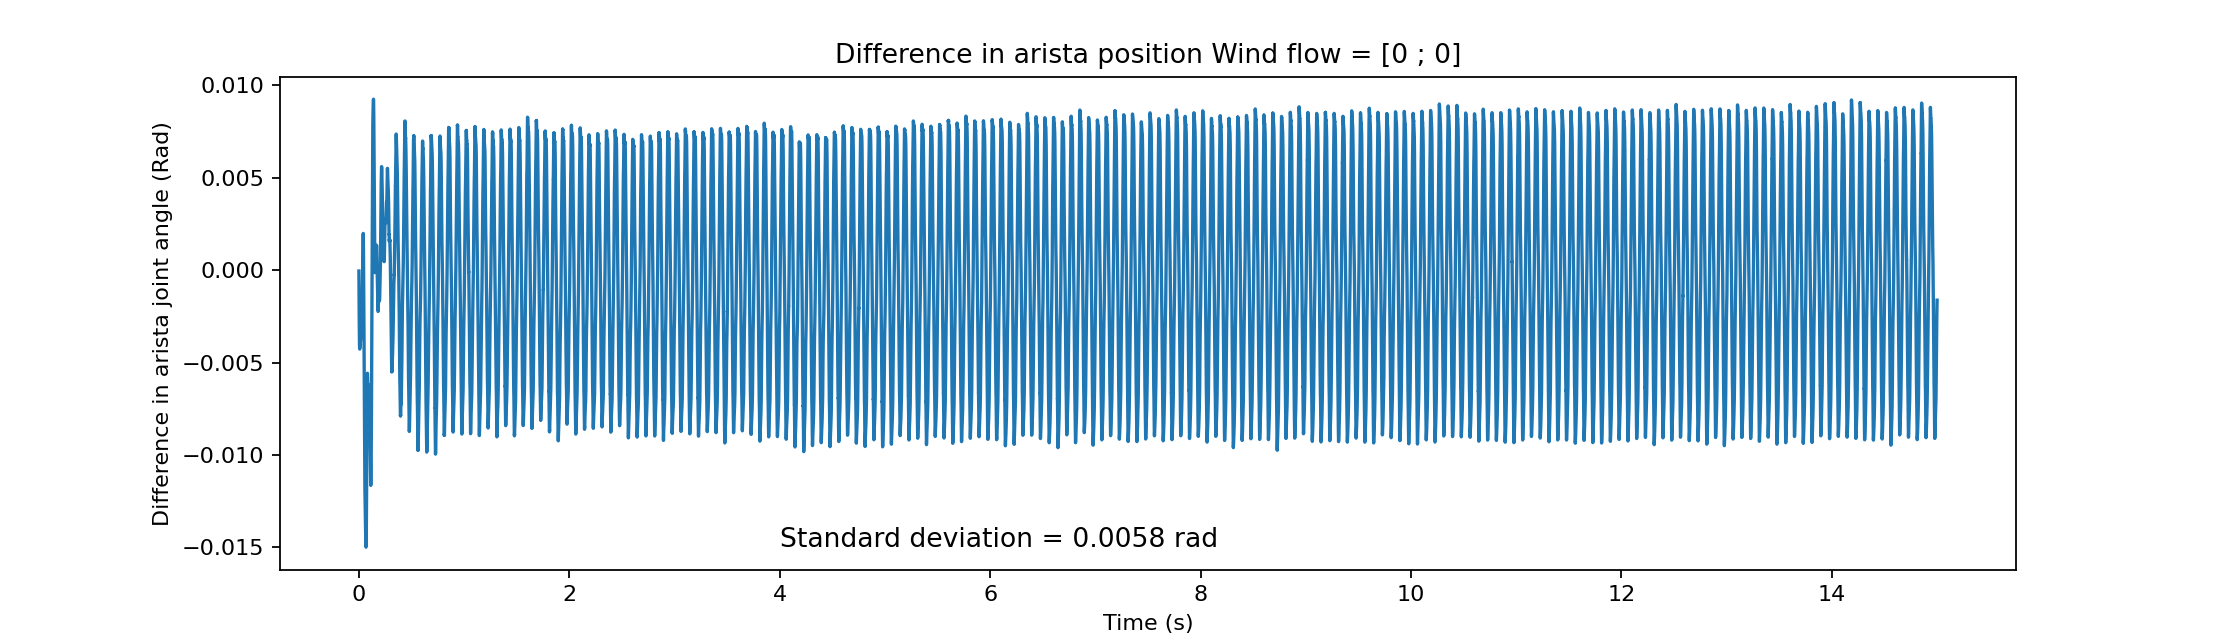 Difference in arista position Wind flow = [0 ; 0]
Difference in arista joint angle (Rad)
0.010
0.005
0.000
−0.005
−0.010
−0.015
Standard deviation = 0.0058 rad
0 2 4 6 8 10 12 14
Time (s)